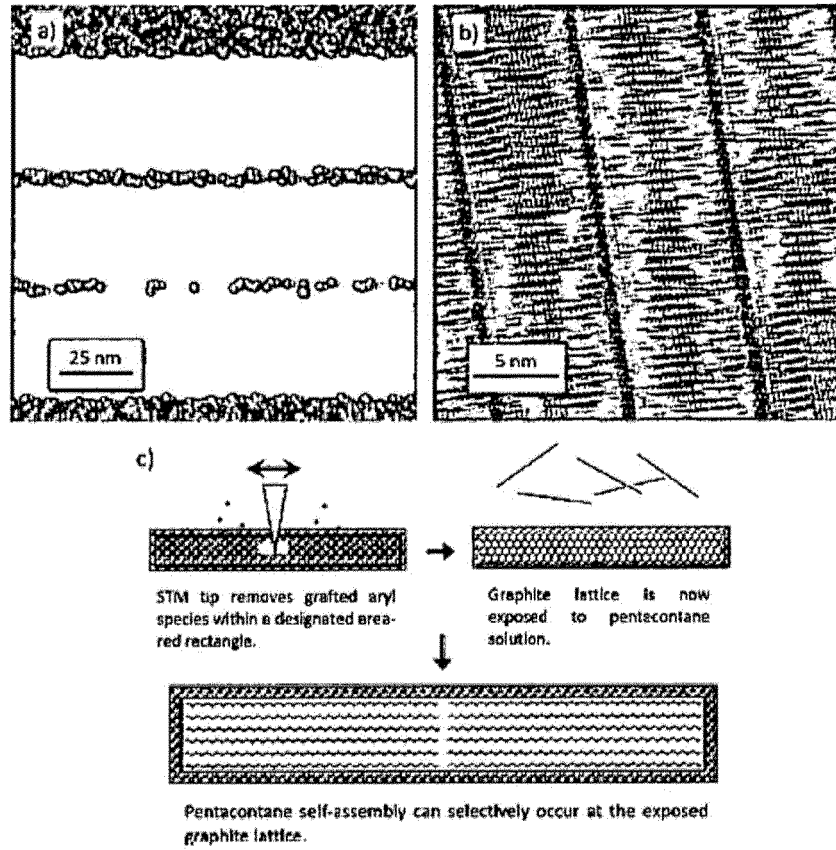 a)
b)
25 nm
5 nm
c)
STM tip removes grafted aryl
species within a designated area-
red rectangle.
Graphite lattice is now
exposed to pentacontane
solution.
Pentacontane self-assembly can selectively occur at the exposed
graphite lattice.